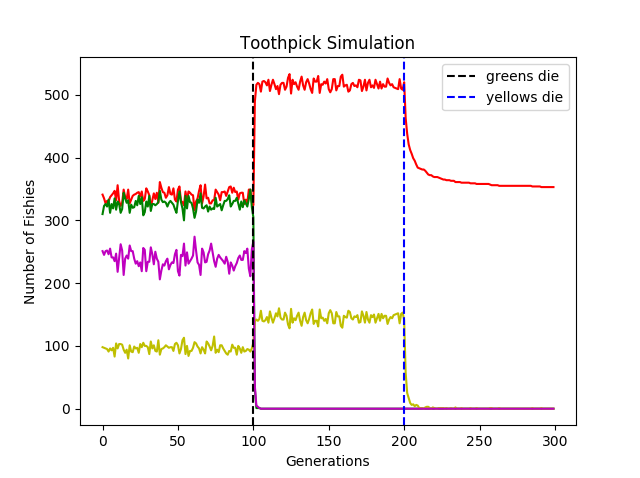 Toothpick Simulation
greens die
yellows die
Number of Fishies
500
400
300
200
100
0
0 50 100 150 200 250 300
Generations